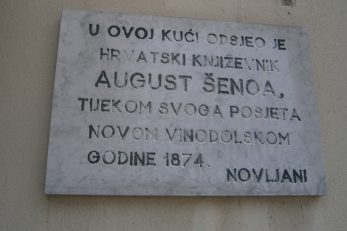 U OVOJ KUĆI ODSJEO JE
HRVATSKI KNJIŽEVNIK
AUGUST ŠENOA,
TIJEKOM SVOGA POSJETA
NOVOM VINODOLSKOM
GODINE 1874.
NOVLJANI